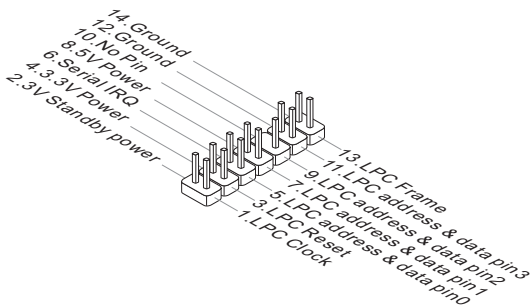 14.Ground
12.Ground
10.No Pin
8.5V Power
6.Serial IRQ
4.3.3V Power
2.3V Standby power
13.LPC Frame
11.LPC address & data pin3
9.LPC address & data pin2
7.LPC address & data pin1
5.LPC address & data pin0
3.LPC Reset
1.LPC Clock